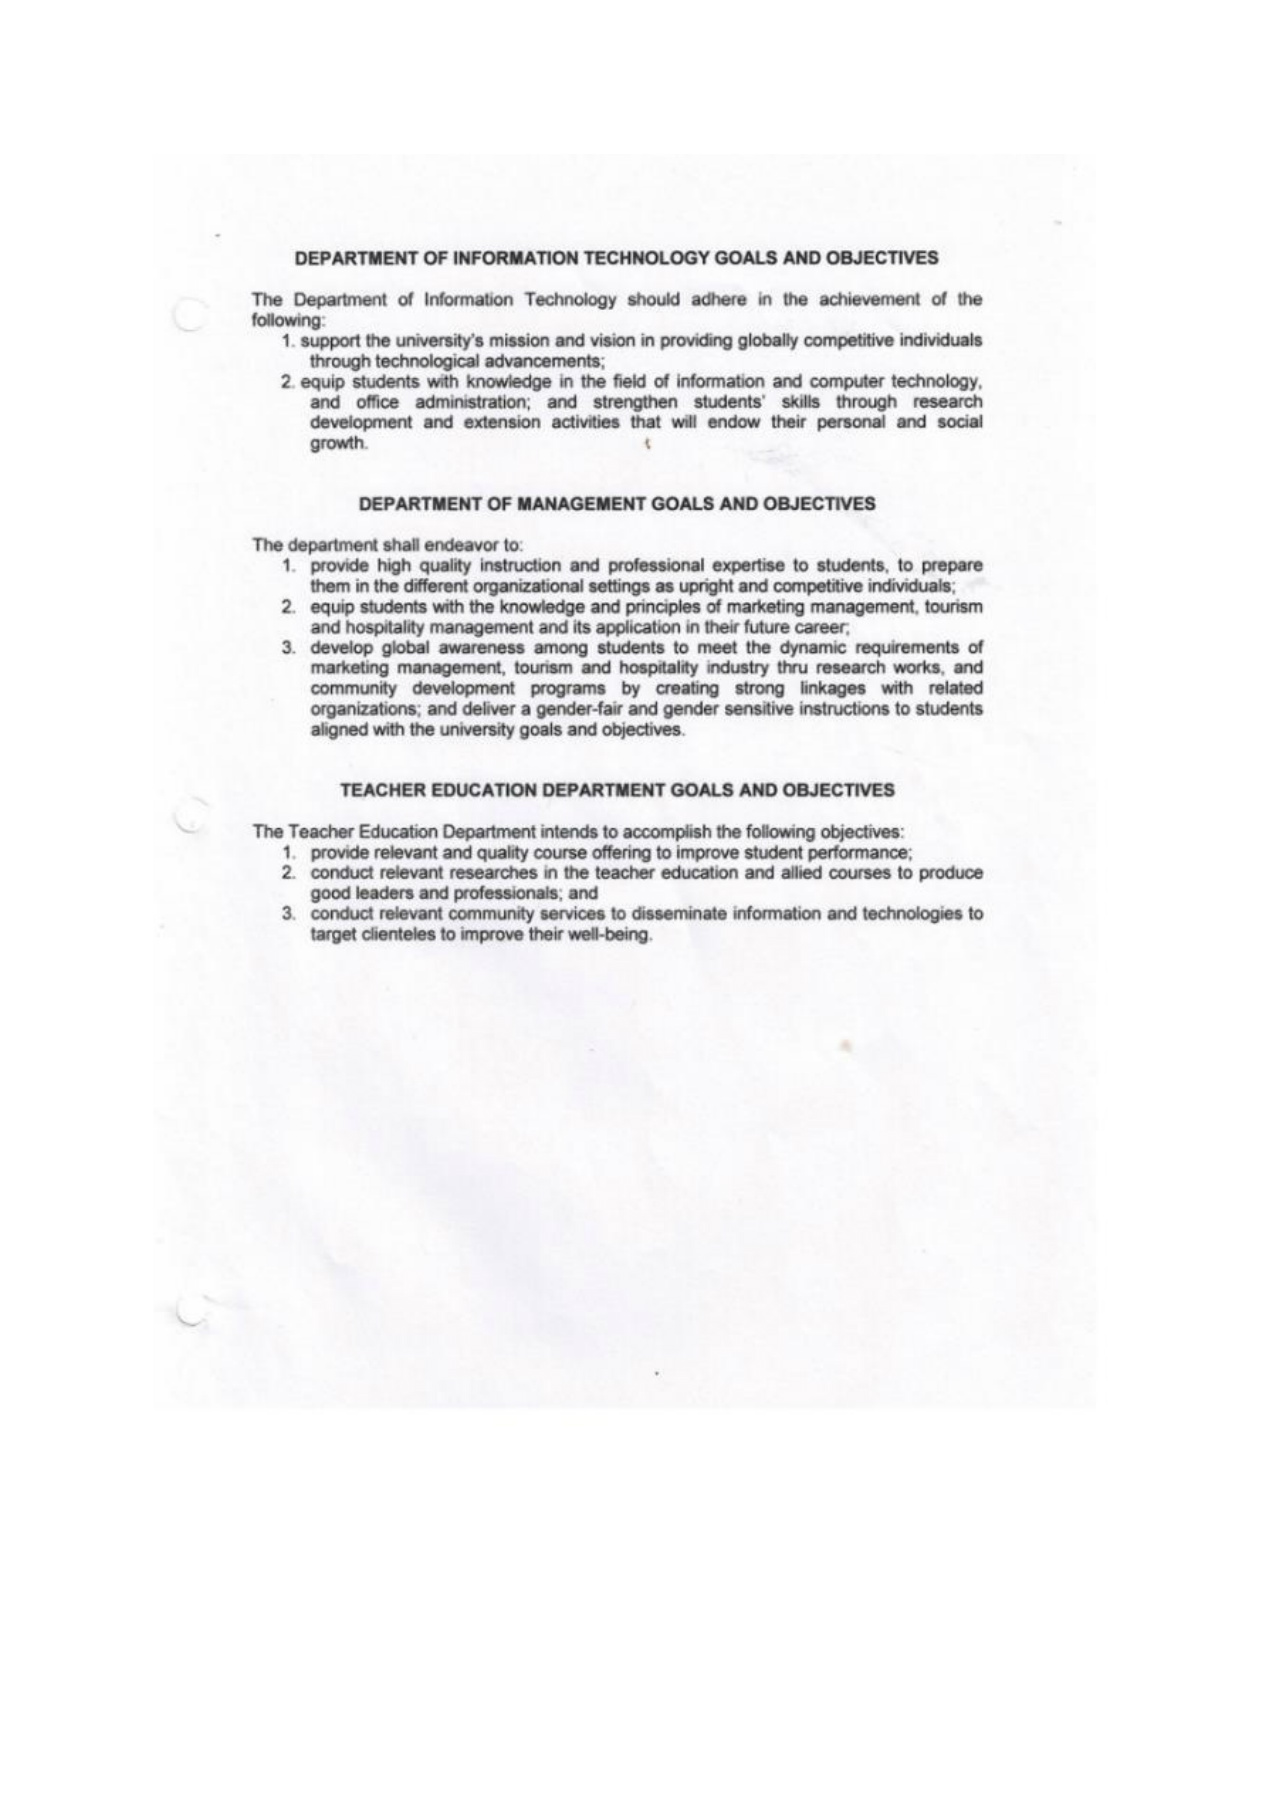 DEPARTMENT OF INFORMATION TECHNOLOGY GOALS AND OBJECTIVES
The Department of Information Technology should adhere in the achievement of the
following:
1. support the university's mission and vision in providing globally competitive individuals
through technological advancements;
2. equip students with knowledge in the field of information and computer technology,
and office administration; and strengthen students' skills through research
development and extension activities that will endow their personal and social
growth.
DEPARTMENT OF MANAGEMENT GOALS AND OBJECTIVES
The department shall endeavor to:
1. provide high quality instruction and professional expertise to students, to prepare
them in the different organizational settings as upright and competitive individuals;
2. equip students with the knowledge and principles of marketing management, tourism
and hospitality management and its application in their future career;
3. develop global awareness among students to meet the dynamic requirements of
marketing management, tourism and hospitality industry thru research works, and
community development programs by creating strong linkages with related
organizations; and deliver a gender-fair and gender sensitive instructions to students
aligned with the university goals and objectives.
TEACHER EDUCATION DEPARTMENT GOALS AND OBJECTIVES
The Teacher Education Department intends to accomplish the following objectives:
1. provide relevant and quality course offering to improve student performance;
2. conduct relevant researches in the teacher education and allied courses to produce
good leaders and professionals; and
3. conduct relevant community services to disseminate information and technologies to
target clienteles to improve their well-being.